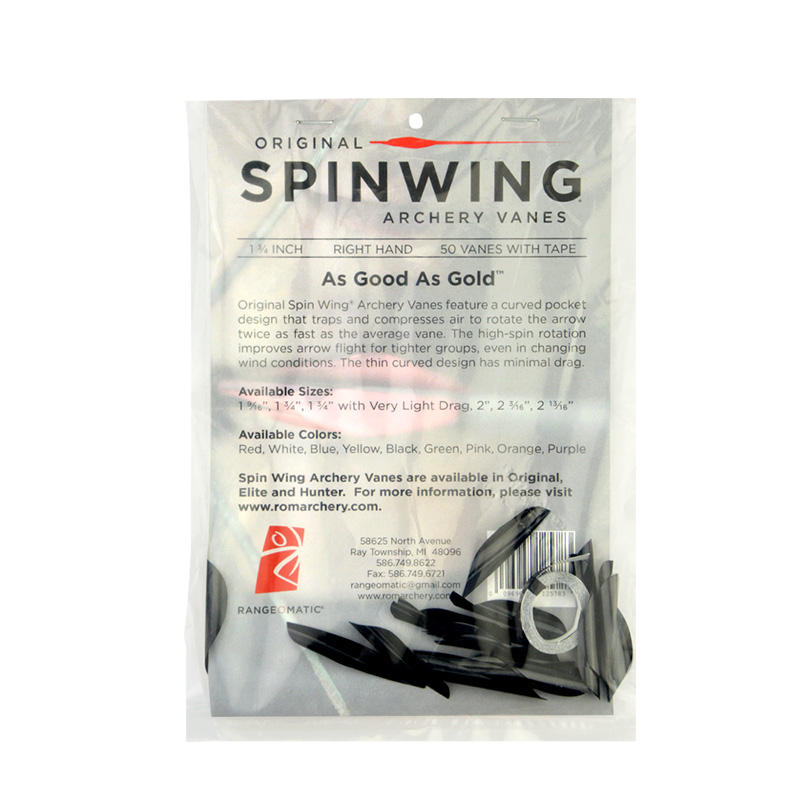 ORIGINAL
SPINWING
ARCHERY VANES
1 ¾ INCH RIGHT HAND 50 VANES WITH TAPE
As Good As Gold™
Original Spin Wing® Archery Vanes feature a curved pocket
design that traps and compresses air to rotate the arrow
twice as fast as the average vane. The high-spin rotation
improves arrow flight for tighter groups, even in changing
wind conditions. The thin curved design has minimal drag.
Available Sizes:
1 9/16", 1 ¾", 1 ¾" with Very Light Drag, 2", 2 3/16", 2 13/16"
Available Colors:
Red, White, Blue, Yellow, Black, Green, Pink, Orange, Purple
Spin Wing Archery Vanes are available in Original,
Elite and Hunter. For more information, please visit
www.romarchery.com.
58625 North Avenue
Ray Township, MI 48096
586.749.8622
Fax: 586.749.6721
rangeomatic@gmail.com
www.romarchery.com
RANGEOMATIC®